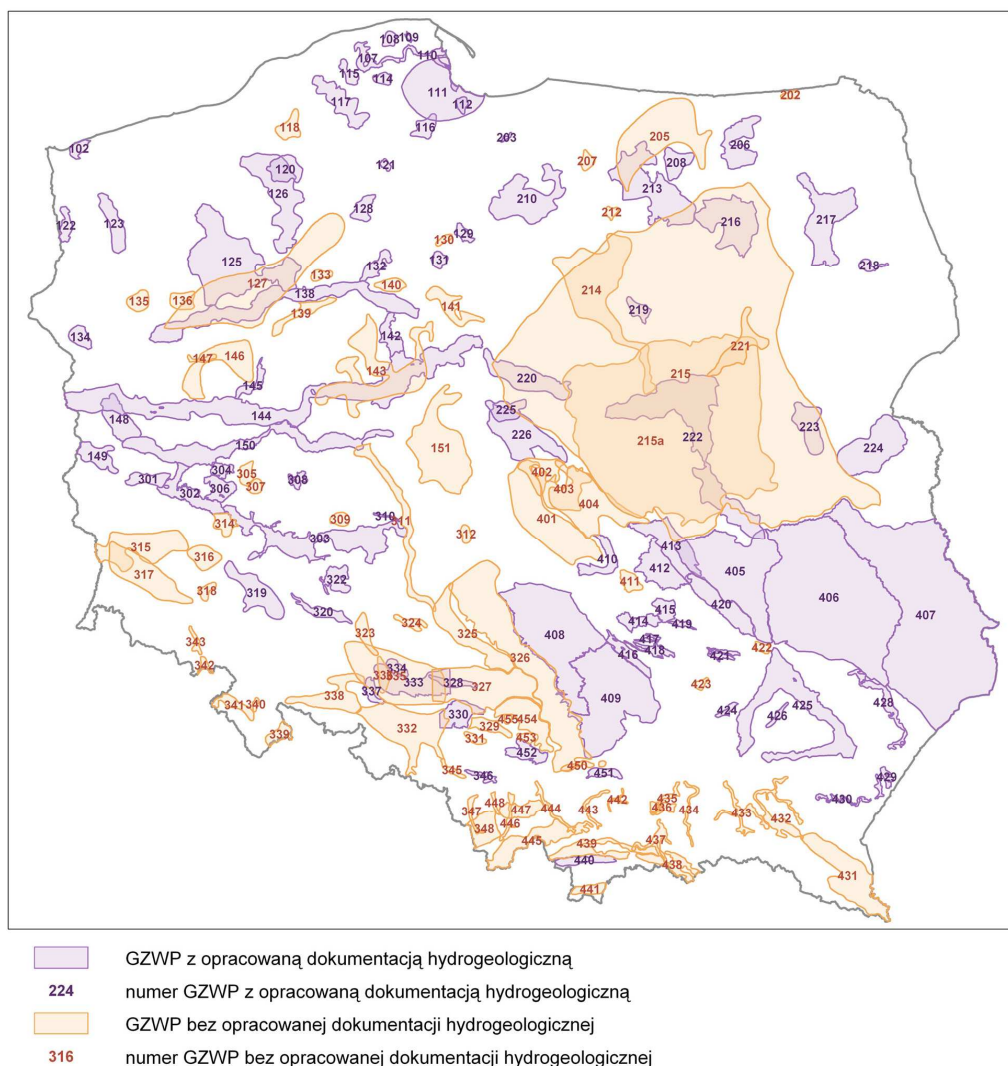 108 109
107 110
115 114 111
117 112
118 116
202
102 203 205 206
207 208
121
120
126 213
128 210
122 123 212 216 217
130 129
125 131 132 218
127 133 138 140
135 136 139 141 214 219
134 142
147 146 143 215 221
145 220
144 225
148 226 215a 222 223 224
150 151
149 304 305 402
301 302 306 307 308 403 404
314 309 310 311 401
303 312 413
315 316 410 412 405 406 407
317 322 411
318 319 420
320 415
324 325 408 414 419
323 417
343 416 418 421 422
342 326
334
336 335 333 328 327 423
337
338 409
341 340 330 455 454 424 426 425 428
339 332 329
331 453
452
345 346 450 451 429
430
448 442 435
347 447 444 443 436 434 433 432
348 446
445 439 437
440 438 431
441
GZWP z opracowaną dokumentacją hydrogeologiczną
224 numer GZWP z opracowaną dokumentacją hydrogeologiczną
GZWP bez opracowanej dokumentacji hydrogeologicznej
316 numer GZWP bez opracowanej dokumentacji hydrogeologicznej